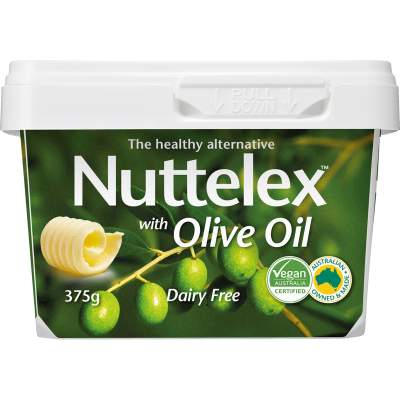 PULL
DOWN
The healthy alternative
Nuttelex™
with Olive Oil
375g
Dairy Free
Vegan
AUSTRALIA
CERTIFIED
AUSTRALIAN
OWNED & MADE